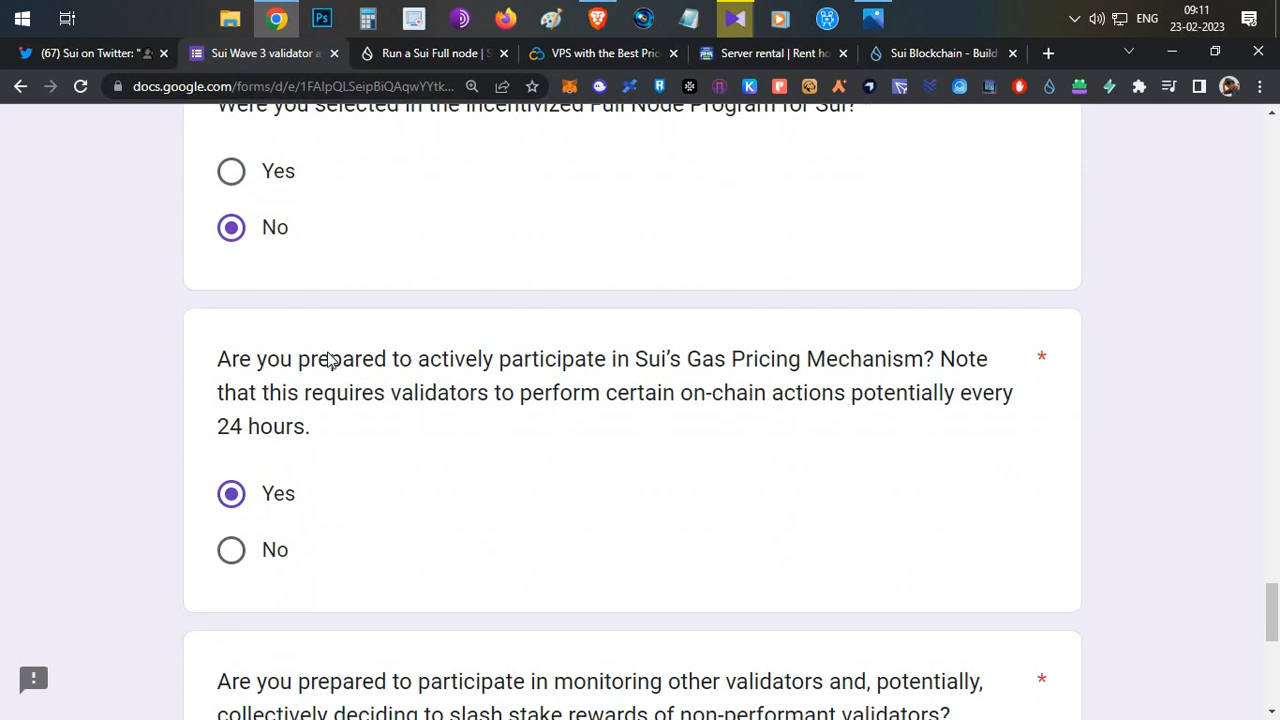 ENG
09:11
23-02-2023
(67) Sui on Twitter: "
Sui Wave 3 validator a
Run a Sui Full node | S
VPS with the Best Pric
Server rental | Rent ho
Sui Blockchain - Build
docs.google.com/forms/d/e/1FAIpQLSeipBiQAqwYYtk...
Were you selected in the Incentivized Full Node Program for Sui?
Yes
No
Are you prepared to actively participate in Sui’s Gas Pricing Mechanism? Note *
that this requires validators to perform certain on-chain actions potentially every
24 hours.
Yes
No
Are you prepared to participate in monitoring other validators and, potentially, *
collectively deciding to slash stake rewards of non-performant validators?